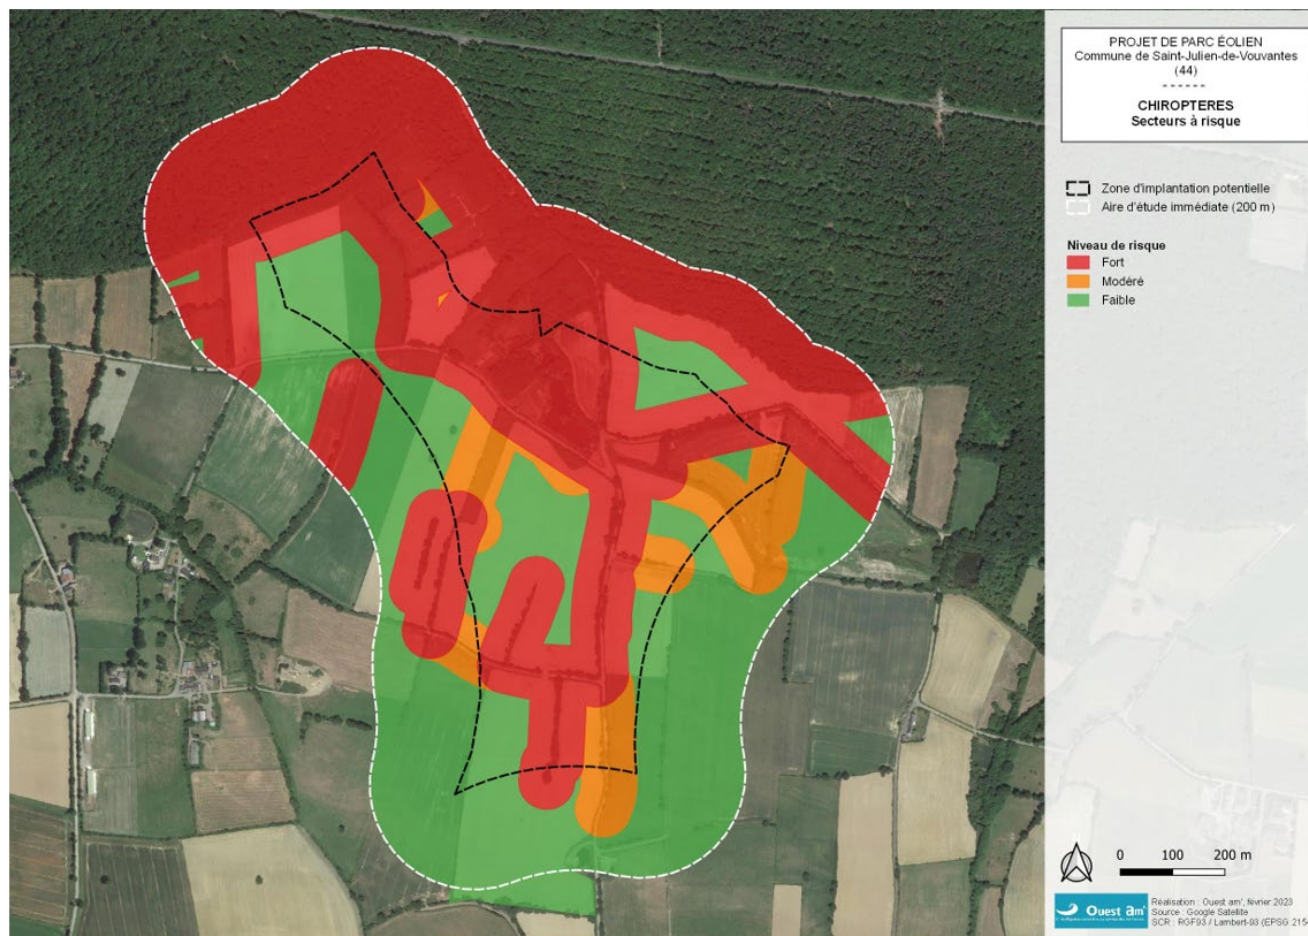 PROJET DE PARC ÉOLIEN
Commune de Saint-Julien-de-Vouvantes
(44)
------
CHIROPTERES
Secteurs à risque
Zone d'implantation potentielle
Aire d'étude immédiate (200 m)
Niveau de risque
Fort
Modéré
Faible
N
0 100 200 m
Ouest am'
Réalisation : Ouest am', février 2023
Source : Google Satellite
SCR : RGF93 / Lambert-93 (EPSG 2154